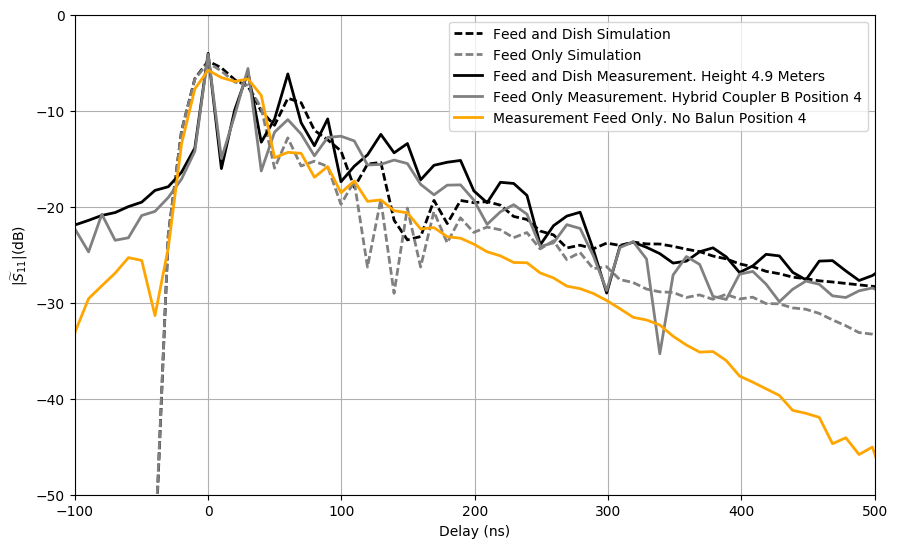 Feed and Dish Simulation
Feed Only Simulation
Feed and Dish Measurement. Height 4.9 Meters
Feed Only Measurement. Hybrid Coupler B Position 4
Measurement Feed Only. No Balun Position 4
|S̃₁₁|(dB)
0
−10
−20
−30
−40
−50
−100 0 100 200 300 400 500
Delay (ns)